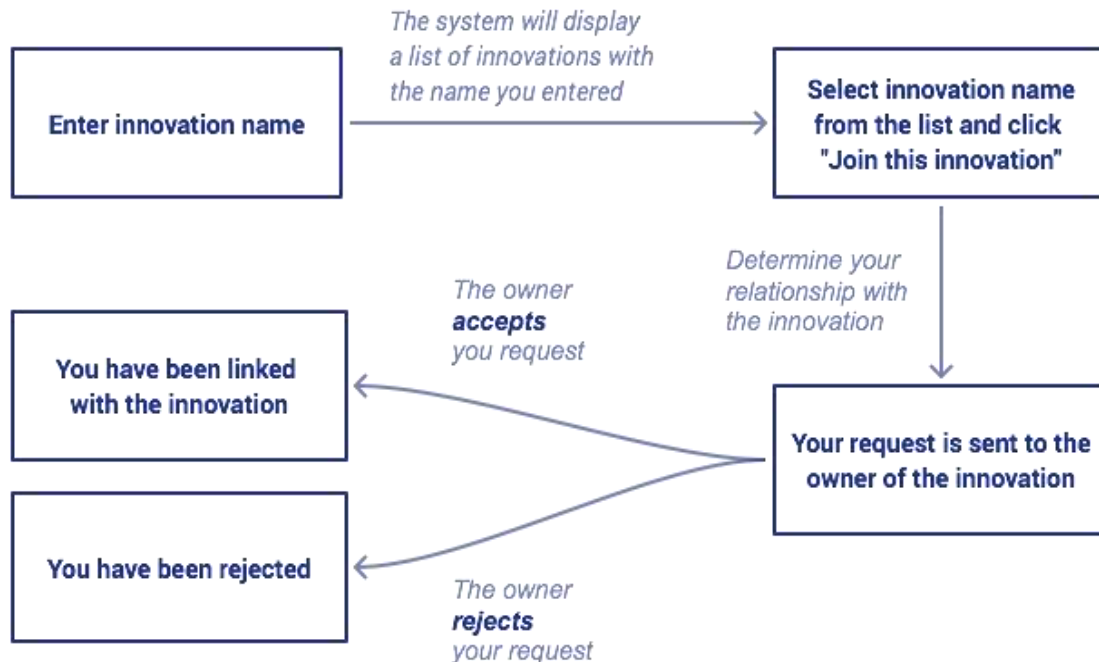 The system will display
a list of innovations with
the name you entered
Enter innovation name
Select innovation name
from the list and click
"Join this innovation"
Determine your
relationship with
the innovation
The owner
accepts
you request
You have been linked
with the innovation
Your request is sent to the
owner of the innovation
You have been rejected
The owner
rejects
your request